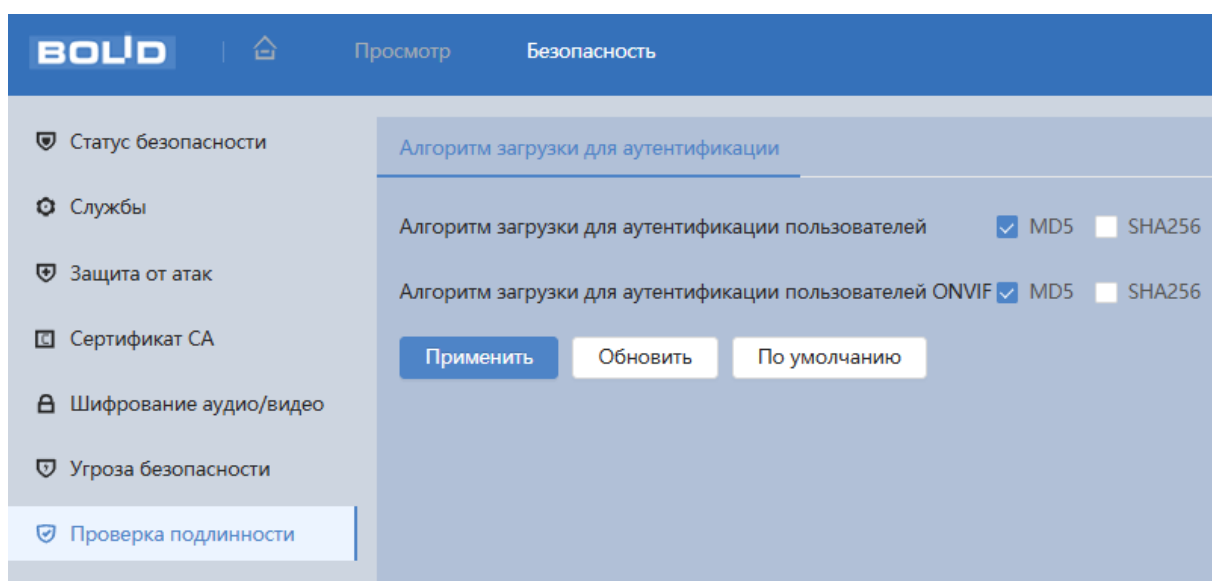 BOLID Просмотр Безопасность
Статус безопасности
Службы
Защита от атак
Сертификат CA
Шифрование аудио/видео
Угроза безопасности
Проверка подлинности
Алгоритм загрузки для аутентификации
Алгоритм загрузки для аутентификации пользователей MD5 SHA256
Алгоритм загрузки для аутентификации пользователей ONVIF MD5 SHA256
Применить Обновить По умолчанию